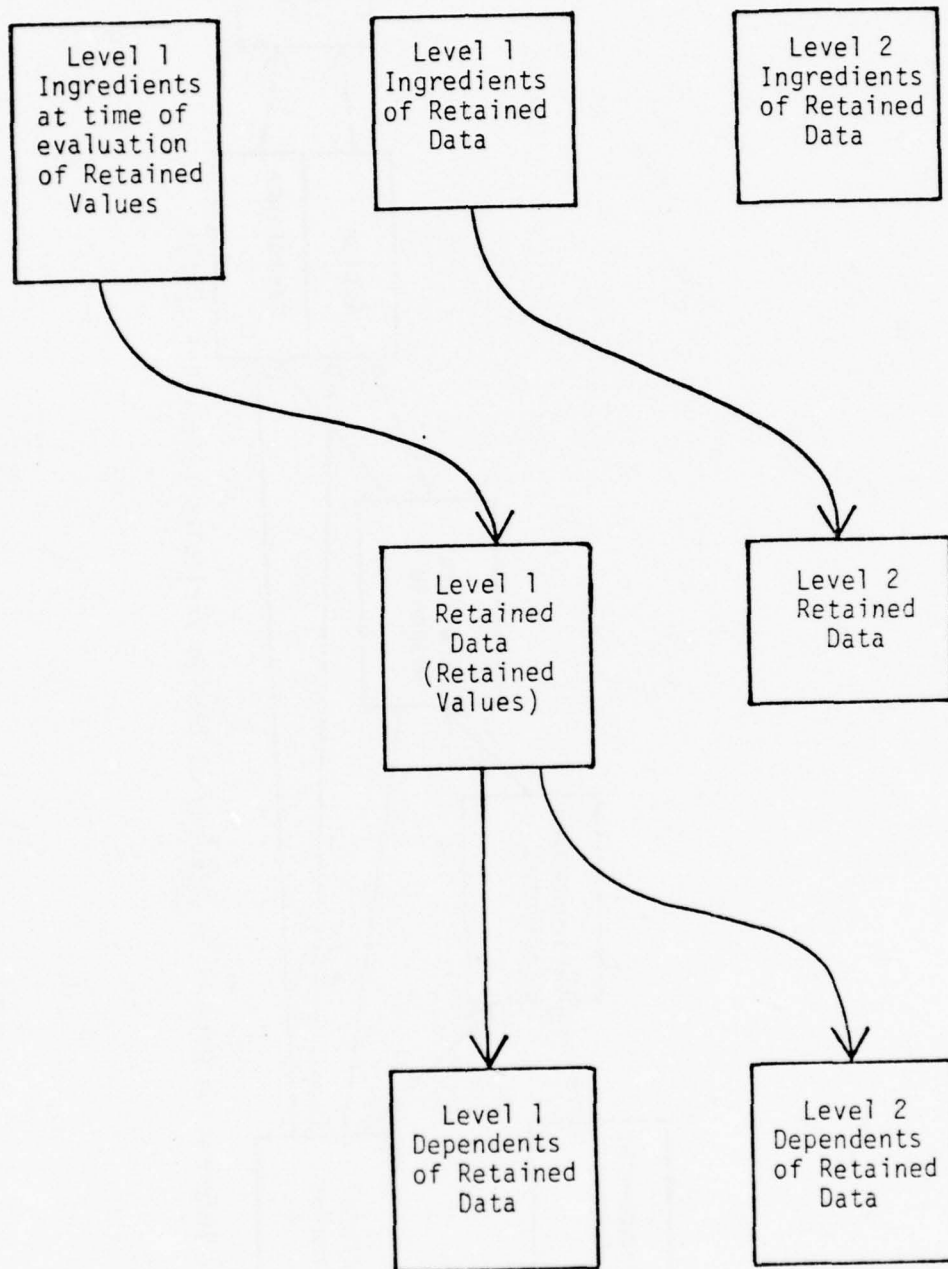 Level 1
Ingredients
at time of
evaluation
of Retained
Values
Level 1
Ingredients
of Retained
Data
Level 2
Ingredients
of Retained
Data
Level 1
Retained
Data
(Retained
Values)
Level 2
Retained
Data
Level 1
Dependents
of Retained
Data
Level 2
Dependents
of Retained
Data